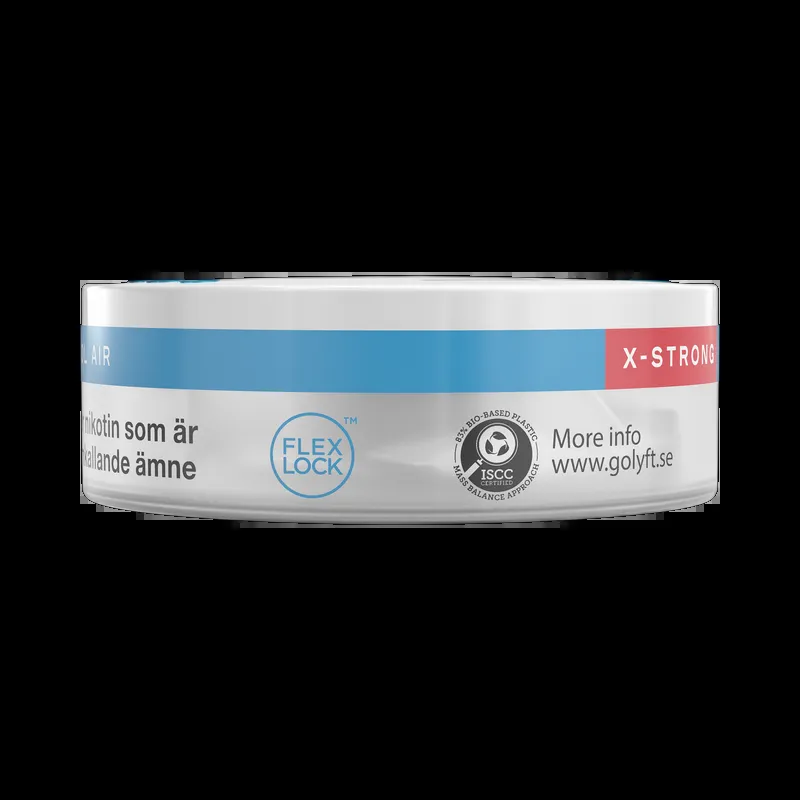 AIR
X-STRONG
nikotin som är
kallande ämne
FLEX
LOCK
TM
83% BIO-BASED PLASTIC
ISCC
CERTIFIED
MASS BALANCE APPROACH
More info
www.golyft.se